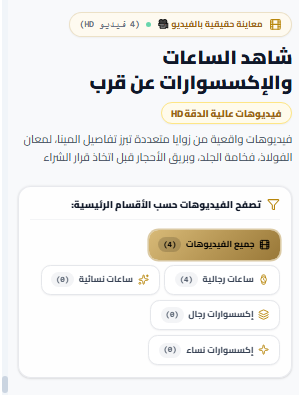 معاينة حقيقية بالفيديو 🎥 (4 فيديو HD)
شاهد الساعات
والإكسسوارات عن قرب
فيديوهات عالية الدقة HD
فيديوهات واقعية من زوايا متعددة تبرز تفاصيل المينا، لمعان
الفولاذ، فخامة الجلد، وبريق الأحجار قبل اتخاذ قرار الشراء
تصفح الفيديوهات حسب الأقسام الرئيسية:
جميع الفيديوهات (4)
ساعات رجالية (4) ساعات نسائية (0)
إكسسوارات رجال (0)
إكسسوارات نساء (0)